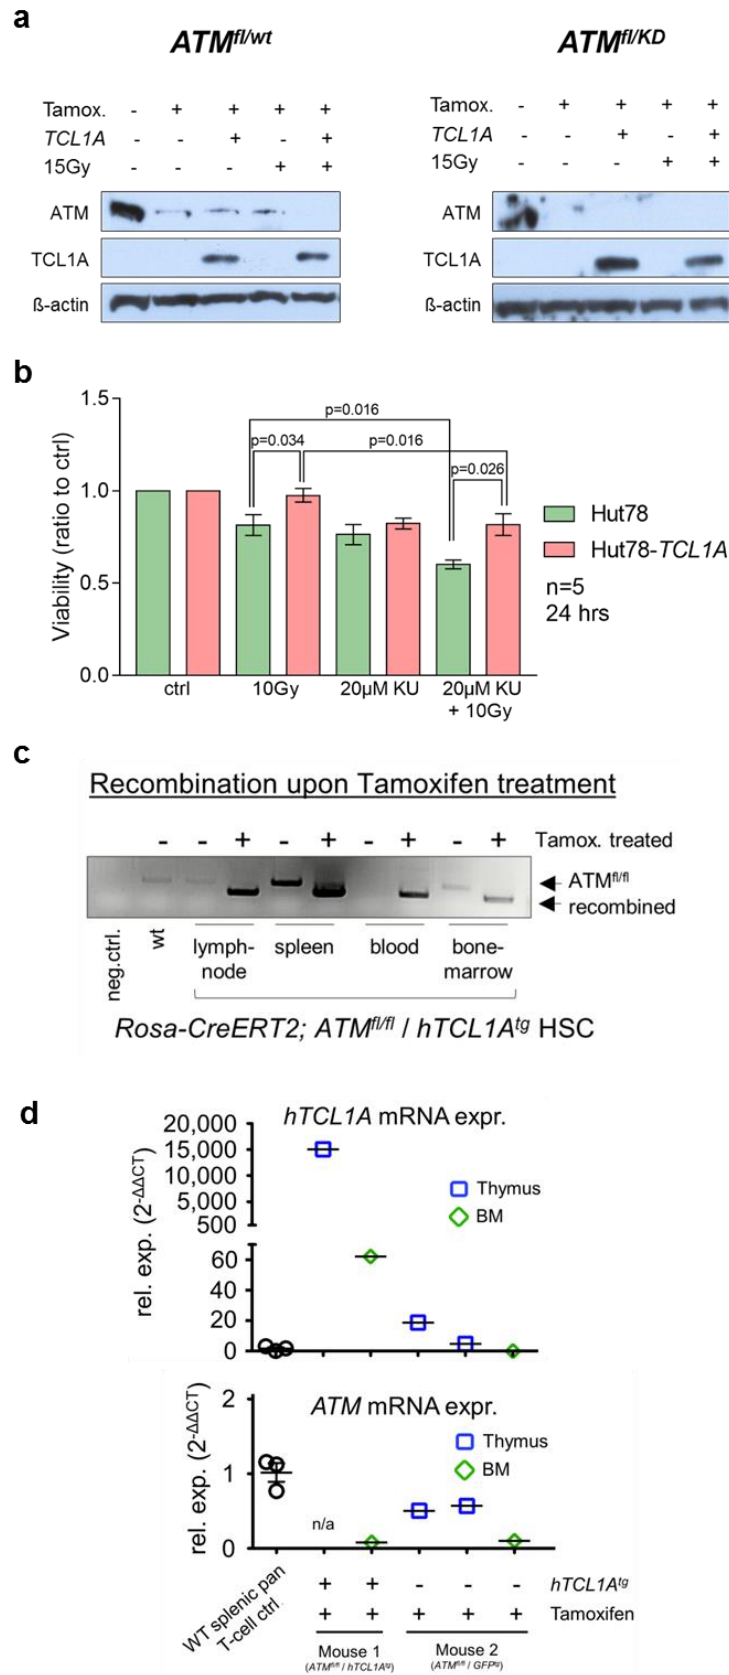 a
ATMfl/wt
ATMfl/KD
Tamox. - + + + +
TCL1A - - + - +
15Gy - - - + +
ATM
TCL1A
ß-actin
Tamox. - + + + +
TCL1A - - + - +
15Gy - - - + +
ATM
TCL1A
ß-actin
b
Viability (ratio to ctrl)
1.5
1.0
0.5
0.0
p=0.016
p=0.034
p=0.016
p=0.026
ctrl
10Gy
20µM KU
20µM KU
+ 10Gy
Hut78
Hut78-TCL1A
n=5
24 hrs
c
Recombination upon Tamoxifen treatment
- - + - + - + - + Tamox. treated
ATMfl/fl
recombined
neg.ctrl.
wt
lymph-
node
spleen
blood
bone-
marrow
Rosa-CreERT2; ATMfl/fl / hTCL1Atg HSC
d
hTCL1A mRNA expr.
rel. exp. (2-ΔΔCT)
20,000
15,000
10,000
5,000
500
60
40
20
0
Thymus
BM
ATM mRNA expr.
rel. exp. (2-ΔΔCT)
2
1
0
Thymus
BM
n/a
WT splenic pan
T-cell ctrl.
+ + - - - hTCL1Atg
+ + + + + Tamoxifen
Mouse 1
(ATMfl/fl / hTCL1Atg)
Mouse 2
(ATMfl/fl / GFPtg)